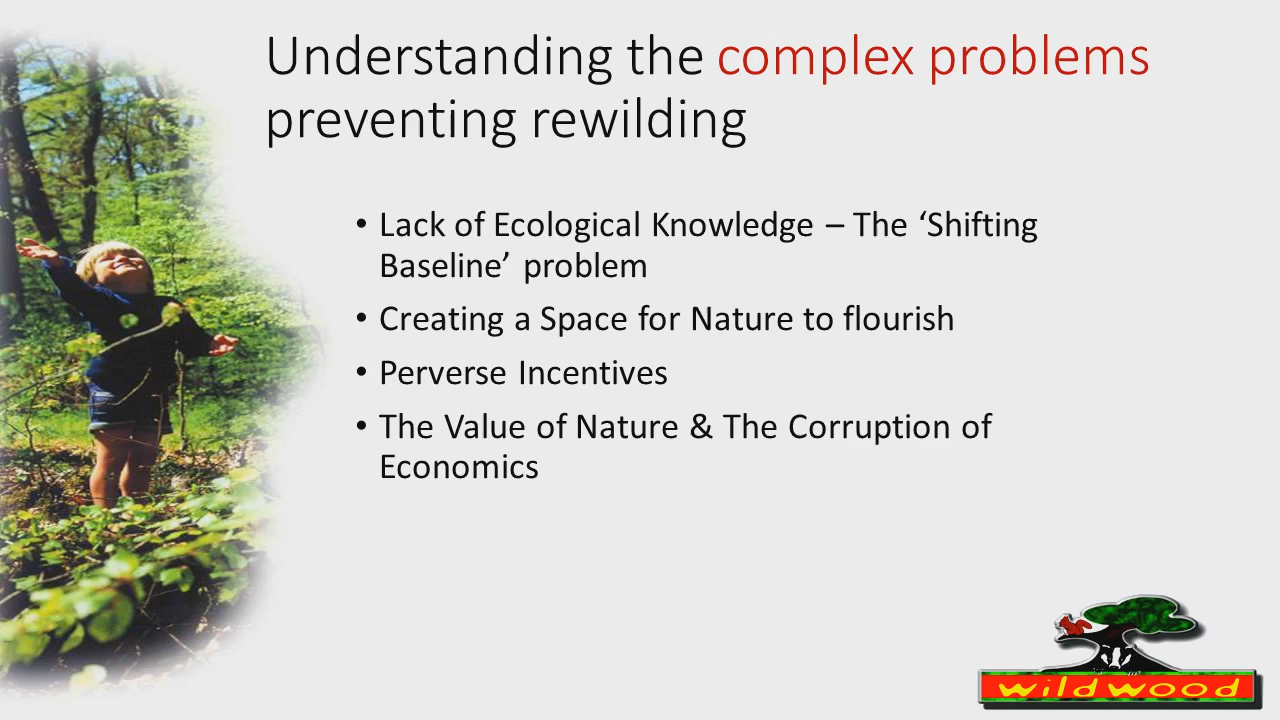 Understanding the complex problems
preventing rewilding
• Lack of Ecological Knowledge – The ‘Shifting
Baseline’ problem
• Creating a Space for Nature to flourish
• Perverse Incentives
• The Value of Nature & The Corruption of
Economics
wildwood